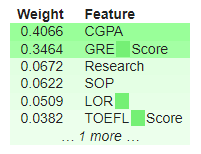 Weight Feature
0.4066 CGPA
0.3464 GRE Score
0.0672 Research
0.0622 SOP
0.0509 LOR
0.0382 TOEFL Score
… 1 more …